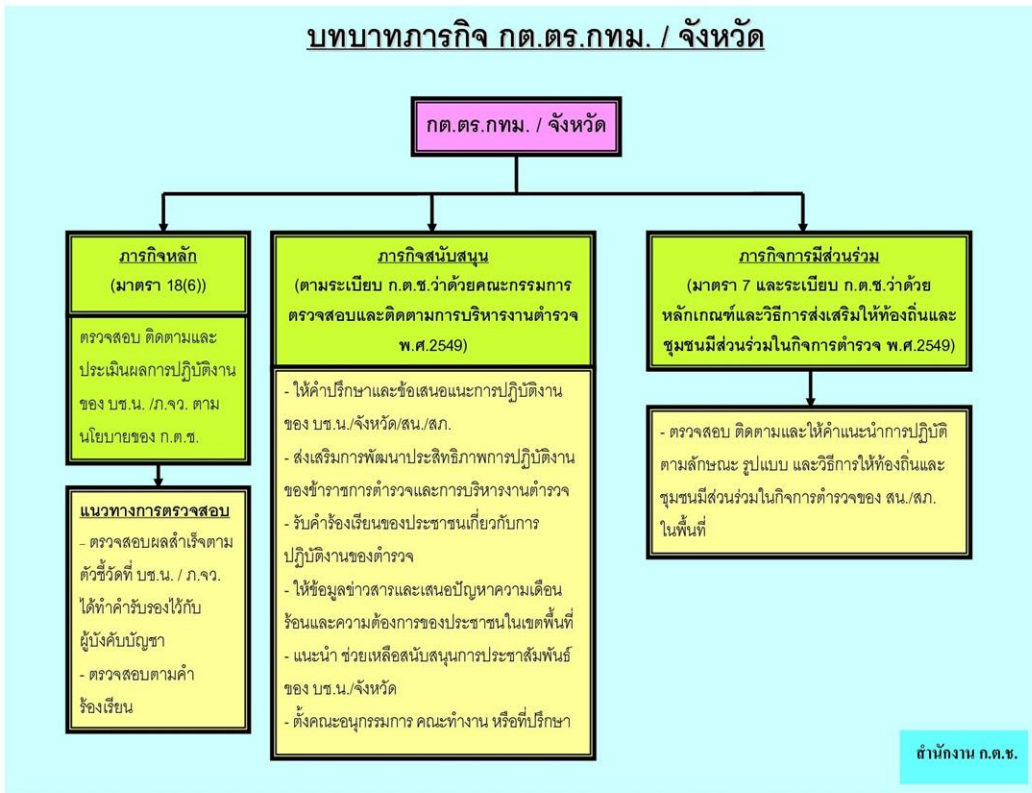 บทบาทภารกิจ กต.ตร.กทม. / จังหวัด
กต.ตร.กทม. / จังหวัด
ภารกิจหลัก
(มาตรา 18(6))
ตรวจสอบ ติดตามและ
ประเมินผลการปฏิบัติงาน
ของ บช.น. /ภ.จว. ตาม
นโยบายของ ก.ต.ช.
แนวทางการตรวจสอบ
- ตรวจสอบผลสำเร็จตาม
ตัวชี้วัดที่ บช.น. / ภ.จว.
ได้ทำคำรับรองไว้กับ
ผู้บังคับบัญชา
- ตรวจสอบตามคำ
ร้องเรียน
ภารกิจสนับสนุน
(ตามระเบียบ ก.ต.ช.ว่าด้วยคณะกรรมการ
ตรวจสอบและติดตามการบริหารงานตำรวจ
พ.ศ.2549)
- ให้คำปรึกษาและข้อเสนอแนะการปฏิบัติงาน
ของ บช.น./จังหวัด/สน./สภ.
- ส่งเสริมการพัฒนาประสิทธิภาพการปฏิบัติงาน
ของข้าราชการตำรวจและการบริหารงานตำรวจ
- รับคำร้องเรียนของประชาชนเกี่ยวกับการ
ปฏิบัติงานของตำรวจ
- ให้ข้อมูลข่าวสารและเสนอปัญหาความเดือน
ร้อนและความต้องการของประชาชนในเขตพื้นที่
- แนะนำ ช่วยเหลือสนับสนุนการประชาสัมพันธ์
ของ บช.น./จังหวัด
- ตั้งคณะอนุกรรมการ คณะทำงาน หรือที่ปรึกษา
ภารกิจการมีส่วนร่วม
(มาตรา 7 และระเบียบ ก.ต.ช.ว่าด้วย
หลักเกณฑ์และวิธีการส่งเสริมให้ท้องถิ่นและ
ชุมชนมีส่วนร่วมในกิจการตำรวจ พ.ศ.2549)
- ตรวจสอบ ติดตามและให้คำแนะนำการปฏิบัติ
ตามลักษณะ รูปแบบ และวิธีการให้ท้องถิ่นและ
ชุมชนมีส่วนร่วมในกิจการตำรวจของ สน./สภ.
ในพื้นที่
สำนักงาน ก.ต.ช.